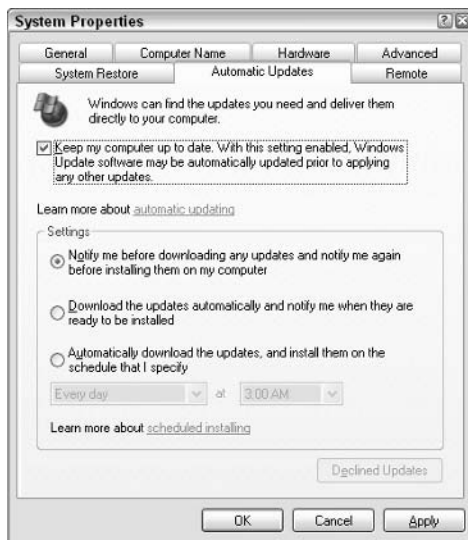 System Properties
General Computer Name Hardware Advanced
System Restore Automatic Updates Remote
Windows can find the updates you need and deliver them
directly to your computer.
Keep my computer up to date. With this setting enabled, Windows
Update software may be automatically updated prior to applying
any other updates.
Learn more about automatic updating
Settings
Notify me before downloading any updates and notify me again
before installing them on my computer
Download the updates automatically and notify me when they are
ready to be installed
Automatically download the updates, and install them on the
schedule that I specify
Every day at 3:00 AM
Learn more about scheduled installing
Declined Updates
OK Cancel Apply